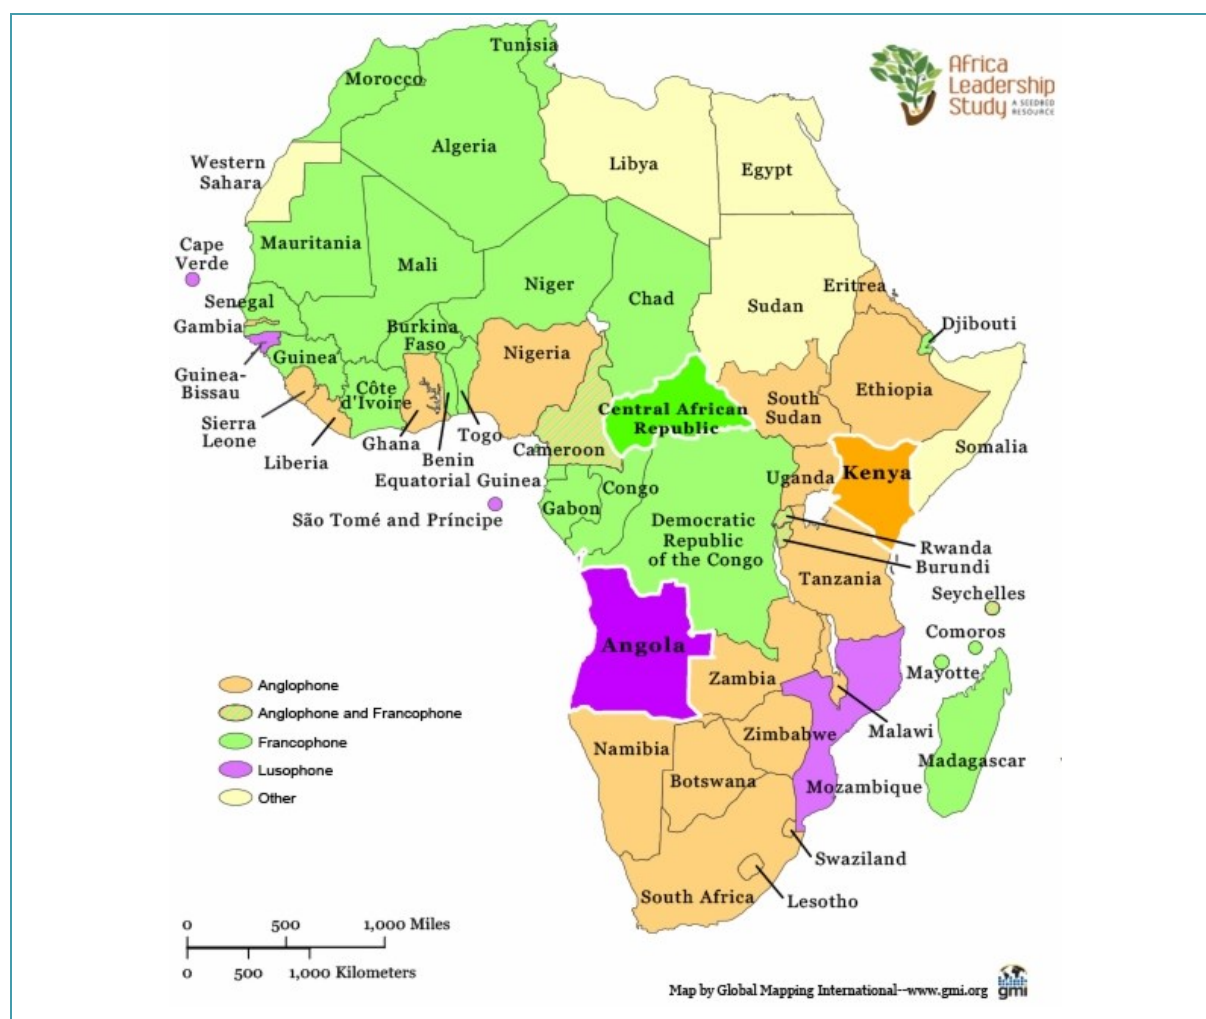 Tunisia
Morocco
Africa
Leadership
Study
A SEEDBED
RESOURCE
Algeria
Western
Sahara
Libya
Egypt
Cape
Verde
Mauritania
Mali
Niger
Chad
Sudan
Eritrea
Senegal
Gambia
Djibouti
Burkina
Faso
Nigeria
Guinea
Guinea-
Bissau
Côte
d'Ivoire
Central African
Republic
South
Sudan
Ethiopia
Sierra
Leone
Liberia
Ghana
Togo
Benin
Cameroon
Somalia
Equatorial Guinea
Uganda
Kenya
Gabon
Congo
São Tomé and Príncipe
Democratic
Republic
of the Congo
Rwanda
Burundi
Tanzania
Seychelles
Comoros
Mayotte
Angola
Zambia
Malawi
Anglophone
Anglophone and Francophone
Francophone
Lusophone
Other
Namibia
Zimbabwe
Botswana
Mozambique
Madagascar
Swaziland
South Africa
Lesotho
0 500 1,000 Miles
0 500 1,000 Kilometers
Map by Global Mapping International--www.gmi.org
gmi